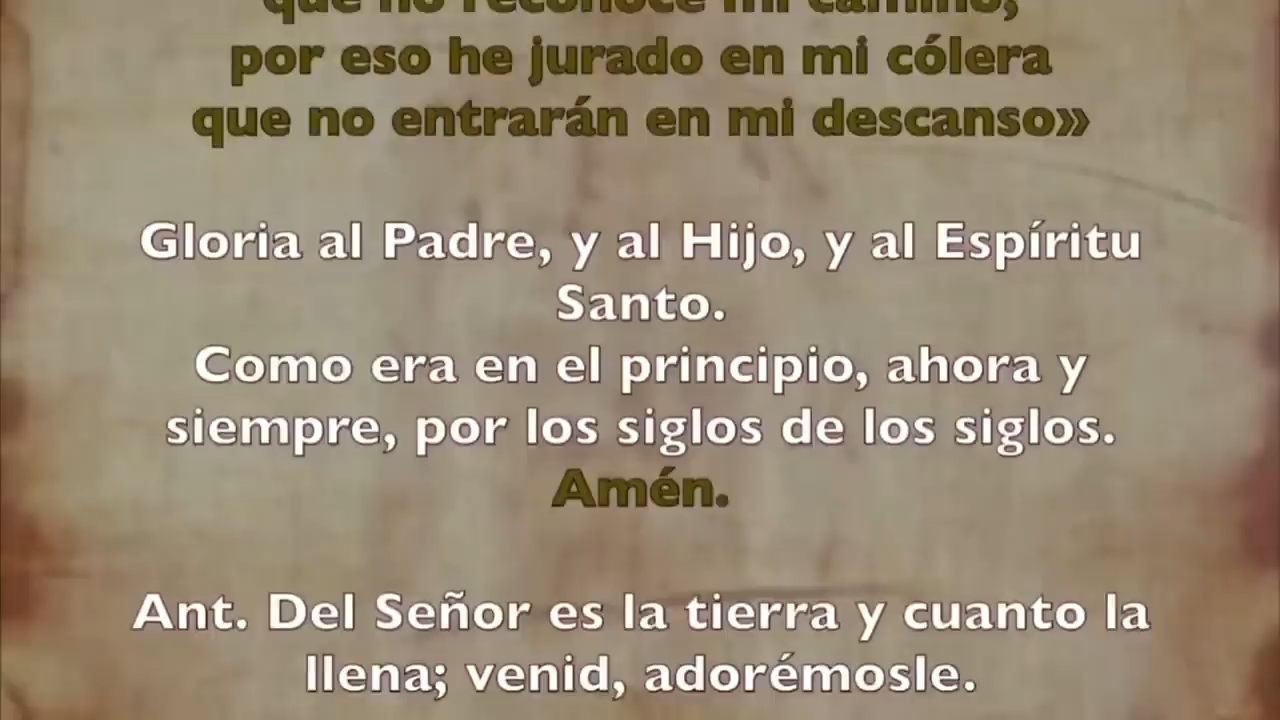 que no reconoce mi camino,
por eso he jurado en mi cólera
que no entrarán en mi descanso»
Gloria al Padre, y al Hijo, y al Espíritu
Santo.
Como era en el principio, ahora y
siempre, por los siglos de los siglos.
Amén.
Ant. Del Señor es la tierra y cuanto la
llena; venid, adorémosle.